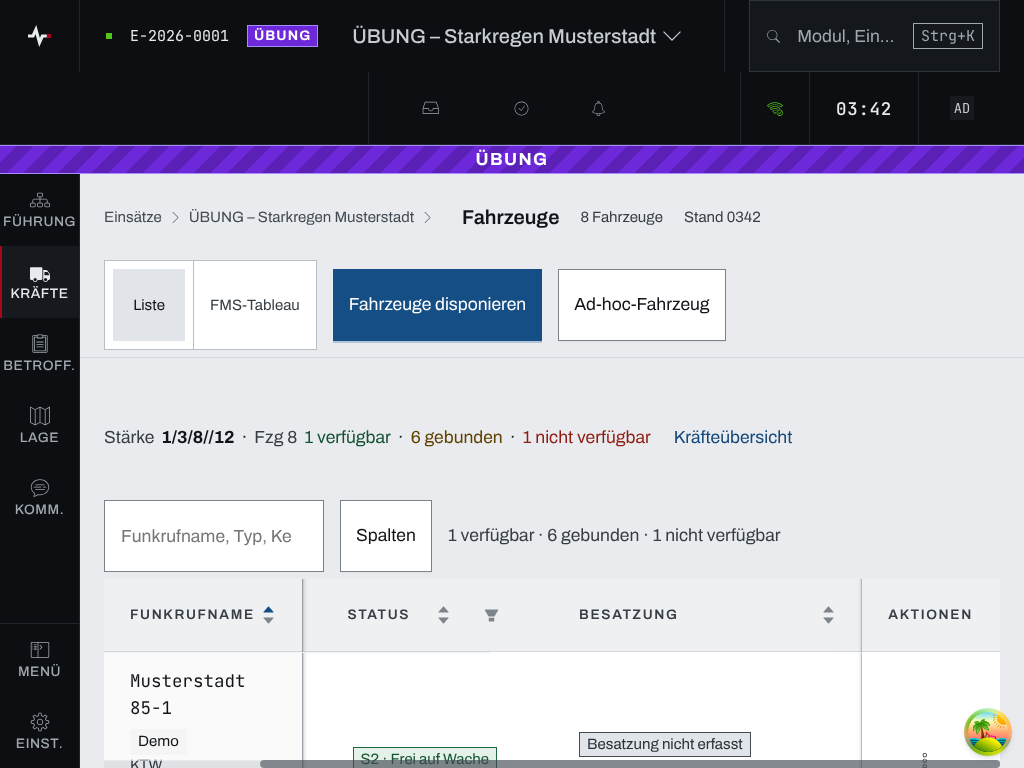 E-2026-0001 ÜBUNG ÜBUNG – Starkregen Musterstadt Modul, Ein... Strg+K
03:42 AD
ÜBUNG
FÜHRUNG
KRÄFTE
BETROFF.
LAGE
KOMM.
MENÜ
EINST.
Einsätze ÜBUNG – Starkregen Musterstadt Fahrzeuge 8 Fahrzeuge Stand 0342
Liste FMS-Tableau Fahrzeuge disponieren Ad-hoc-Fahrzeug
Stärke 1/3/8//12 · Fzg 8 1 verfügbar · 6 gebunden · 1 nicht verfügbar Kräfteübersicht
Funkrufname, Typ, Ke Spalten 1 verfügbar · 6 gebunden · 1 nicht verfügbar
FUNKRUFNAME STATUS BESATZUNG AKTIONEN
Musterstadt
85-1
Demo
KTW
S2 · Frei auf Wache
Besatzung nicht erfasst